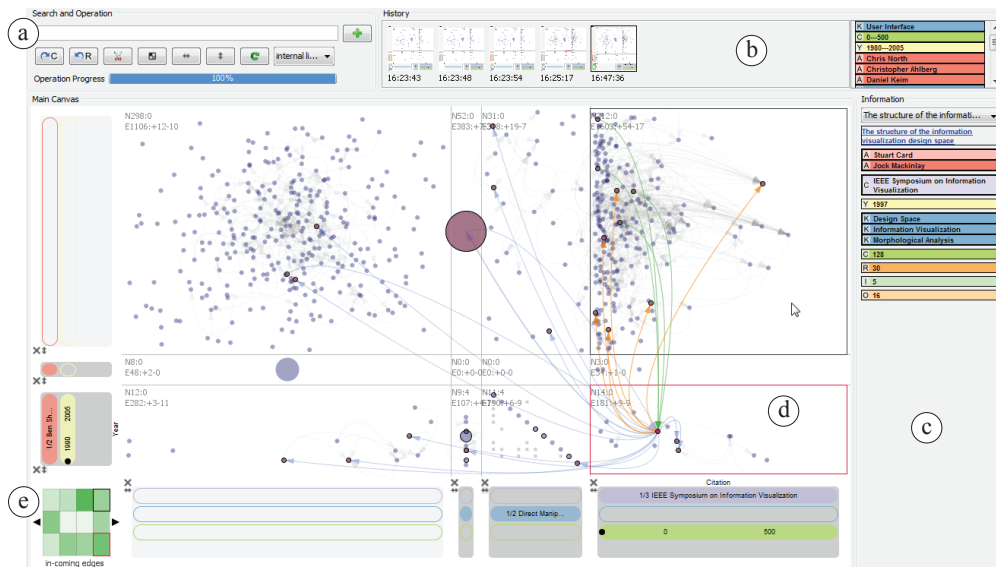 Search and Operation
History
a
C
R
internal li...
Operation Progress
100%
16:23:43
16:23:48
16:23:54
16:25:17
16:47:36
b
K User Interface
C 0---500
Y 1980---2005
A Chris North
A Christopher Ahlberg
A Daniel Keim
Main Canvas
Information
N298:0
E1106:+12-10
N52:0
N31:0
N312:0
The structure of the informati...
The structure of the information
visualization design space
A Stuart Card
A Jock Mackinlay
C IEEE Symposium on Information
Visualization
Y 1997
K Design Space
K Information Visualization
K Morphological Analysis
C 128
R 30
I 5
O 16
N8:0
E48:+2-0
N0:0
E0:+0-0
N0:0
E0:+0-0
N3:0
N12:0
E282:+3-11
N9:4
N14:0
E181:+9-9
1/2 Ben Sh...
1990 2006
Year
d
c
e
Citation
1/3 IEEE Symposium on Information Visualization
1/2 Direct Manip...
0 500
in-coming edges